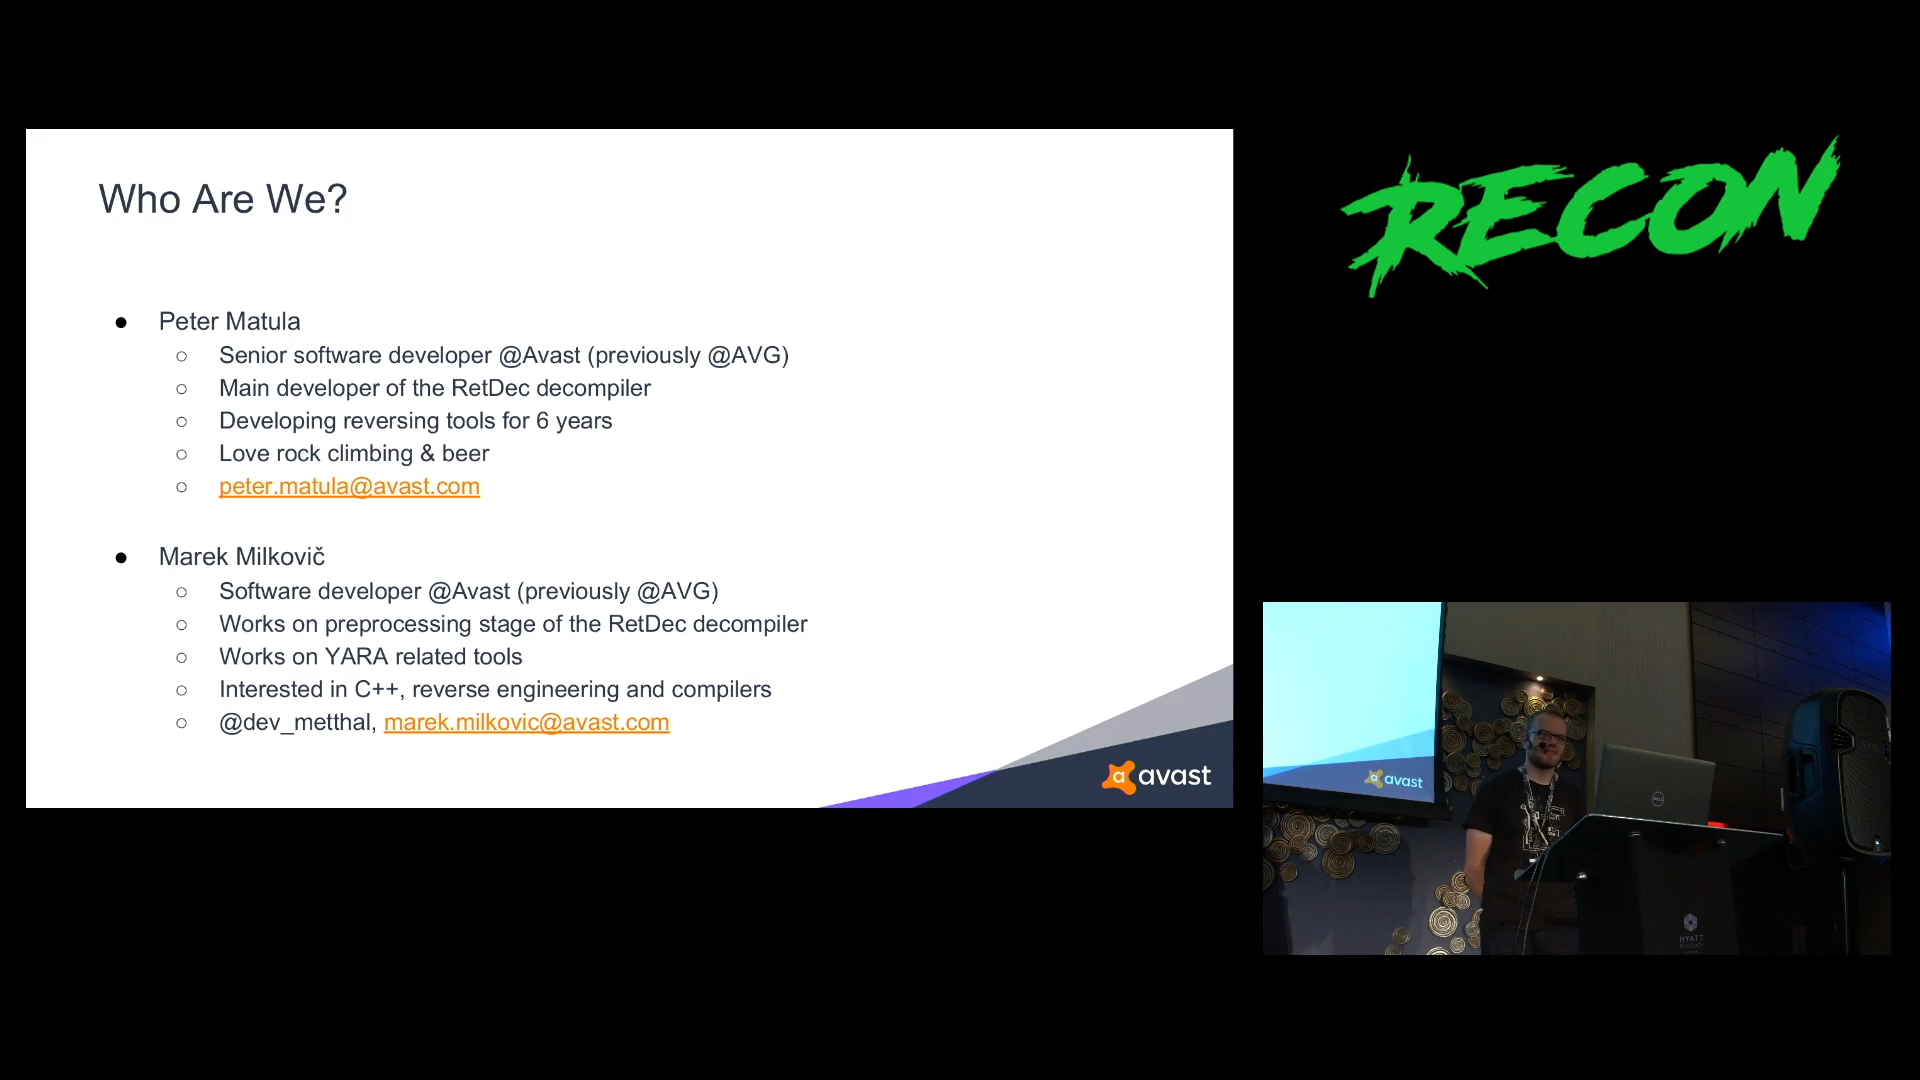 Who Are We?
● Peter Matula
○ Senior software developer @Avast (previously @AVG)
○ Main developer of the RetDec decompiler
○ Developing reversing tools for 6 years
○ Love rock climbing & beer
○ peter.matula@avast.com
● Marek Milkovič
○ Software developer @Avast (previously @AVG)
○ Works on preprocessing stage of the RetDec decompiler
○ Works on YARA related tools
○ Interested in C++, reverse engineering and compilers
○ @dev_metthal, marek.milkovic@avast.com
a avast
RECON
avast
DELL
HYATT
REGENCY